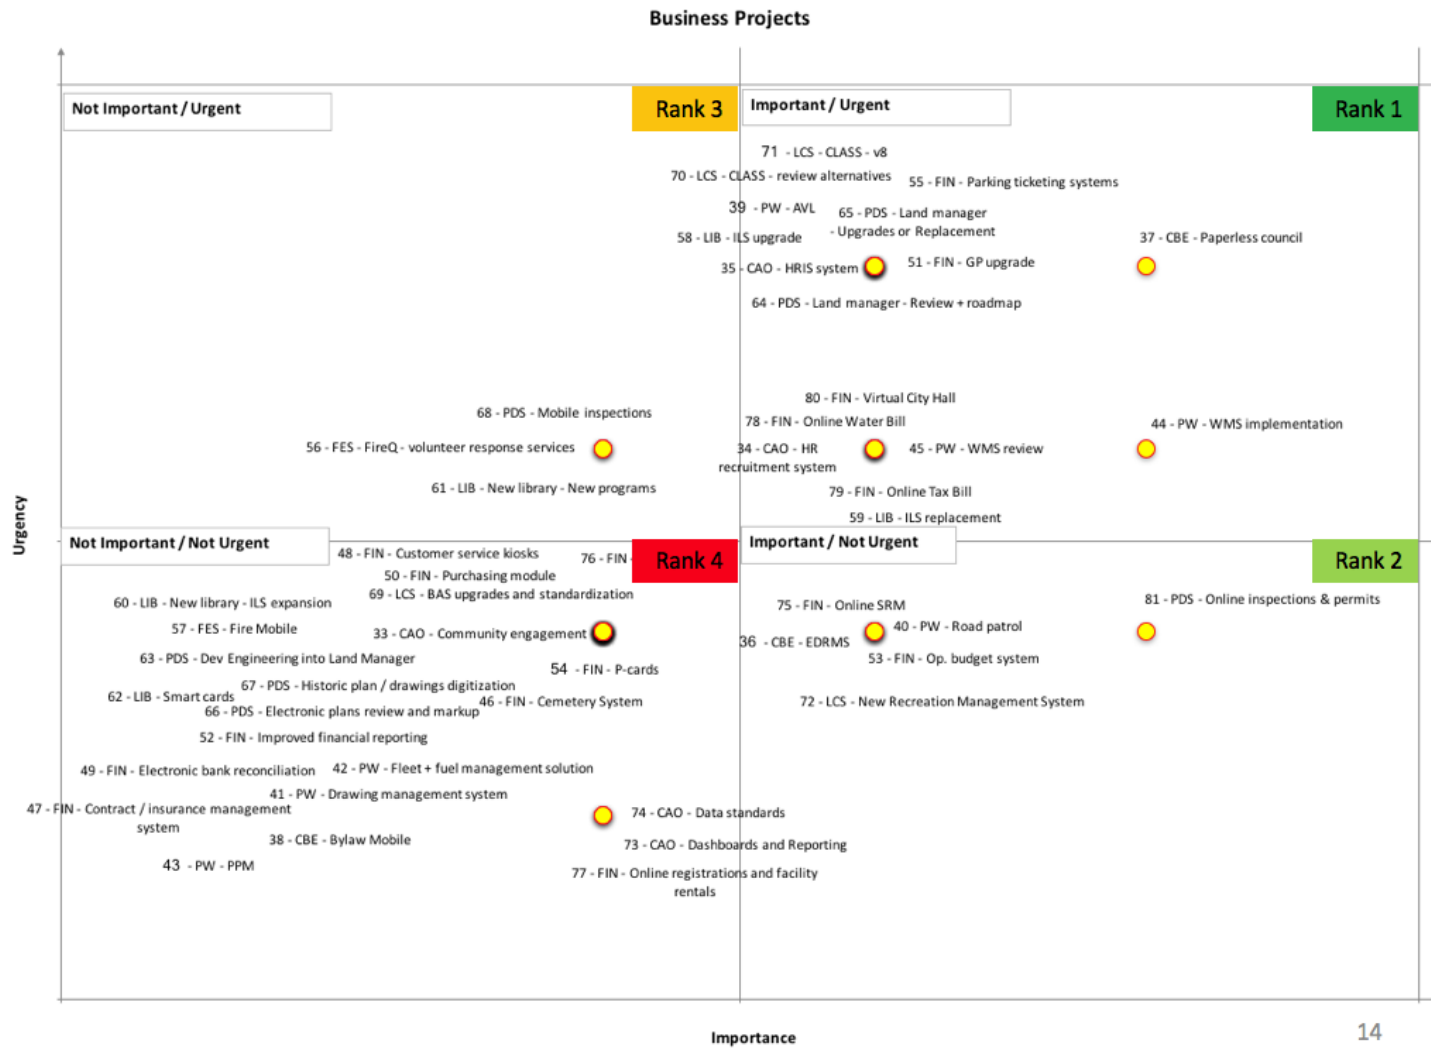 Business Projects
Not Important / Urgent
Rank 3
Important / Urgent
Rank 1
71 - LCS - CLASS - v8
70 - LCS - CLASS - review alternatives
55 - FIN - Parking ticketing systems
39 - PW - AVL
65 - PDS - Land manager
- Upgrades or Replacement
58 - LIB - ILS upgrade
37 - CBE - Paperless council
35 - CAO - HRIS system
51 - FIN - GP upgrade
64 - PDS - Land manager - Review + roadmap
80 - FIN - Virtual City Hall
68 - PDS - Mobile inspections
78 - FIN - Online Water Bill
44 - PW - WMS implementation
56 - FES - FireQ - volunteer response services
34 - CAO - HR
recruitment system
45 - PW - WMS review
61 - LIB - New library - New programs
79 - FIN - Online Tax Bill
59 - LIB - ILS replacement
Urgency
Not Important / Not Urgent
48 - FIN - Customer service kiosks
76 - FIN -
Rank 4
Important / Not Urgent
Rank 2
50 - FIN - Purchasing module
69 - LCS - BAS upgrades and standardization
60 - LIB - New library - ILS expansion
75 - FIN - Online SRM
81 - PDS - Online inspections & permits
57 - FES - Fire Mobile
33 - CAO - Community engagement
40 - PW - Road patrol
36 - CBE - EDRMS
63 - PDS - Dev Engineering into Land Manager
54 - FIN - P-cards
53 - FIN - Op. budget system
67 - PDS - Historic plan / drawings digitization
62 - LIB - Smart cards
46 - FIN - Cemetery System
72 - LCS - New Recreation Management System
66 - PDS - Electronic plans review and markup
52 - FIN - Improved financial reporting
49 - FIN - Electronic bank reconciliation
42 - PW - Fleet + fuel management solution
41 - PW - Drawing management system
47 - FIN - Contract / insurance management
system
74 - CAO - Data standards
38 - CBE - Bylaw Mobile
73 - CAO - Dashboards and Reporting
43 - PW - PPM
77 - FIN - Online registrations and facility
rentals
Importance
14